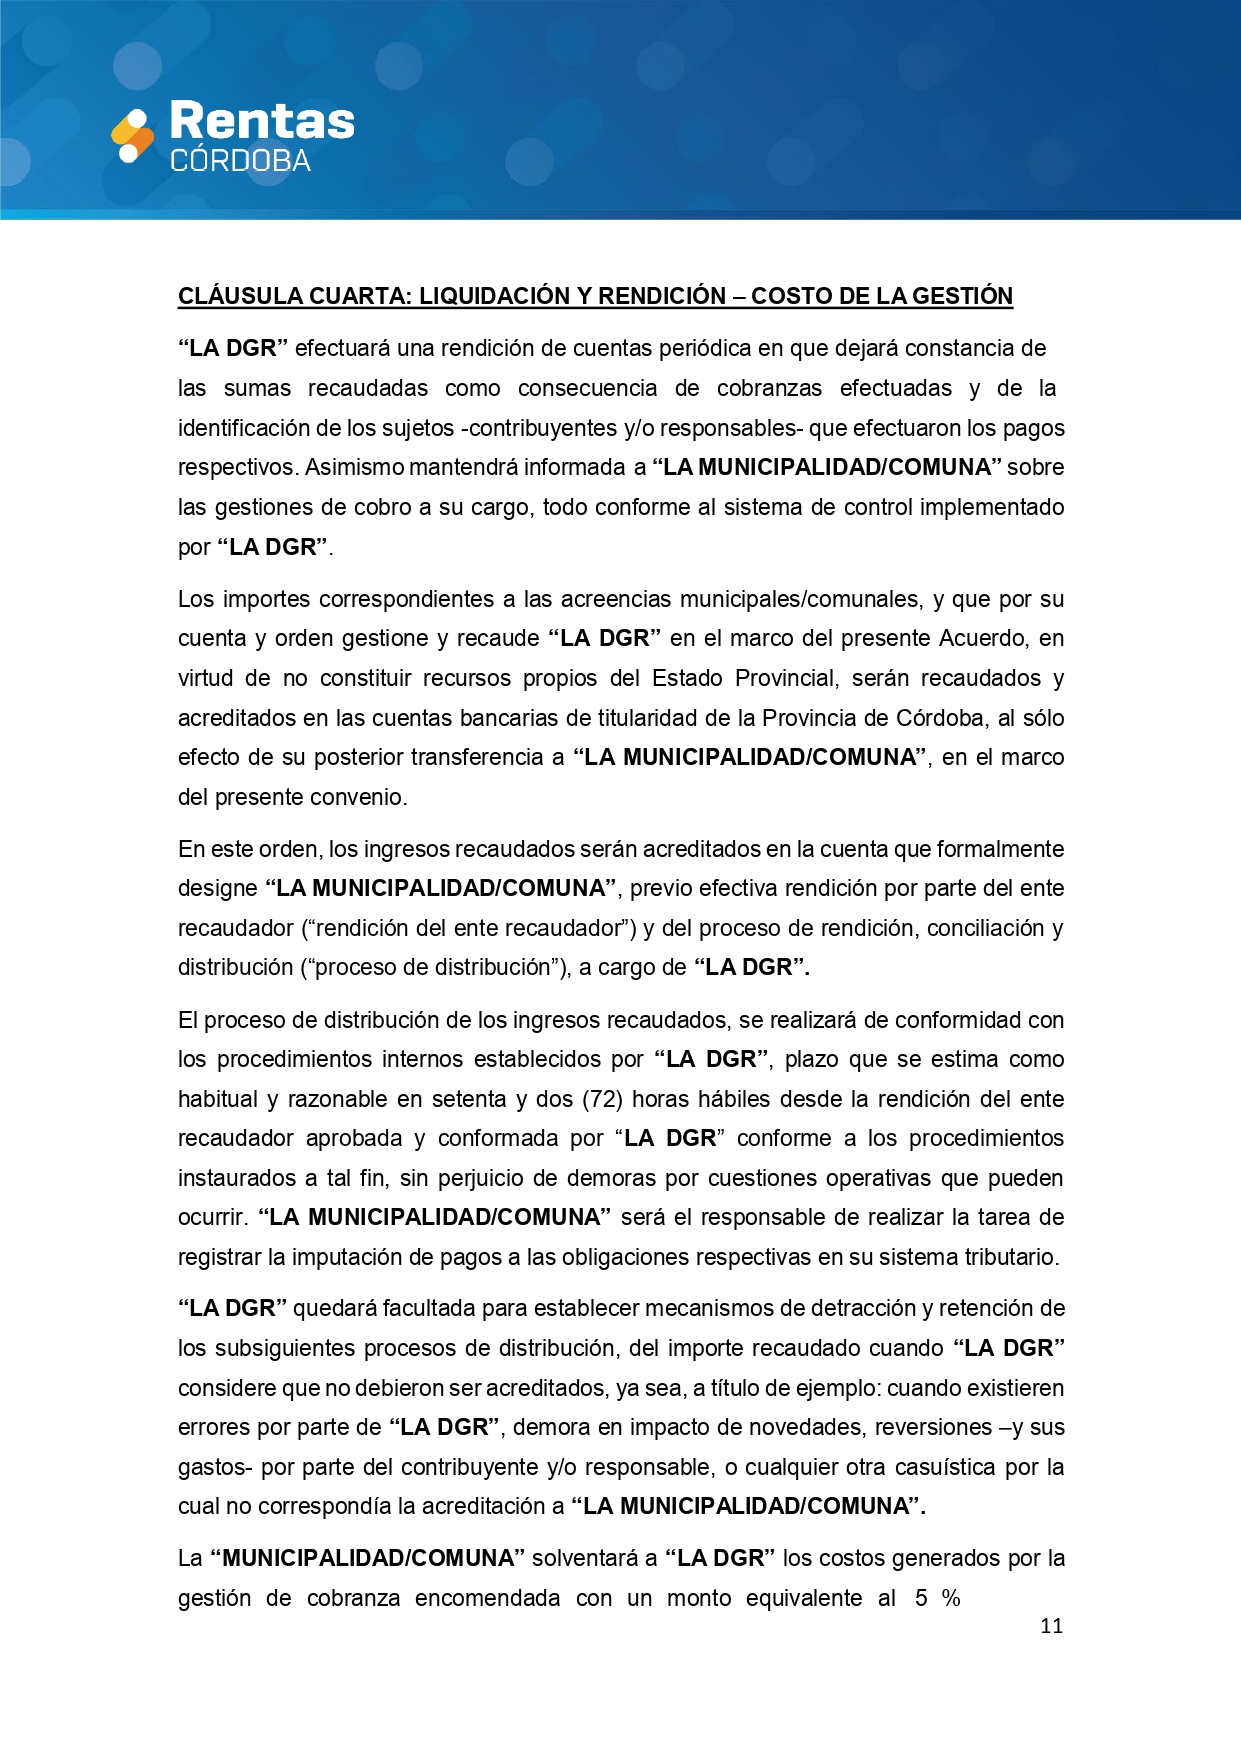 Rentas
CÓRDOBA
CLÁUSULA CUARTA: LIQUIDACIÓN Y RENDICIÓN – COSTO DE LA GESTIÓN
“LA DGR” efectuará una rendición de cuentas periódica en que dejará constancia de
las sumas recaudadas como consecuencia de cobranzas efectuadas y de la
identificación de los sujetos -contribuyentes y/o responsables- que efectuaron los pagos
respectivos. Asimismo mantendrá informada a “LA MUNICIPALIDAD/COMUNA” sobre
las gestiones de cobro a su cargo, todo conforme al sistema de control implementado
por “LA DGR”.
Los importes correspondientes a las acreencias municipales/comunales, y que por su
cuenta y orden gestione y recaude “LA DGR” en el marco del presente Acuerdo, en
virtud de no constituir recursos propios del Estado Provincial, serán recaudados y
acreditados en las cuentas bancarias de titularidad de la Provincia de Córdoba, al sólo
efecto de su posterior transferencia a “LA MUNICIPALIDAD/COMUNA”, en el marco
del presente convenio.
En este orden, los ingresos recaudados serán acreditados en la cuenta que formalmente
designe “LA MUNICIPALIDAD/COMUNA”, previo efectiva rendición por parte del ente
recaudador (“rendición del ente recaudador”) y del proceso de rendición, conciliación y
distribución (“proceso de distribución”), a cargo de “LA DGR”.
El proceso de distribución de los ingresos recaudados, se realizará de conformidad con
los procedimientos internos establecidos por “LA DGR”, plazo que se estima como
habitual y razonable en setenta y dos (72) horas hábiles desde la rendición del ente
recaudador aprobada y conformada por “LA DGR” conforme a los procedimientos
instaurados a tal fin, sin perjuicio de demoras por cuestiones operativas que pueden
ocurrir. “LA MUNICIPALIDAD/COMUNA” será el responsable de realizar la tarea de
registrar la imputación de pagos a las obligaciones respectivas en su sistema tributario.
“LA DGR” quedará facultada para establecer mecanismos de detracción y retención de
los subsiguientes procesos de distribución, del importe recaudado cuando “LA DGR”
considere que no debieron ser acreditados, ya sea, a título de ejemplo: cuando existieren
errores por parte de “LA DGR”, demora en impacto de novedades, reversiones –y sus
gastos- por parte del contribuyente y/o responsable, o cualquier otra casuística por la
cual no correspondía la acreditación a “LA MUNICIPALIDAD/COMUNA”.
La “MUNICIPALIDAD/COMUNA” solventará a “LA DGR” los costos generados por la
gestión de cobranza encomendada con un monto equivalente al 5 %
11